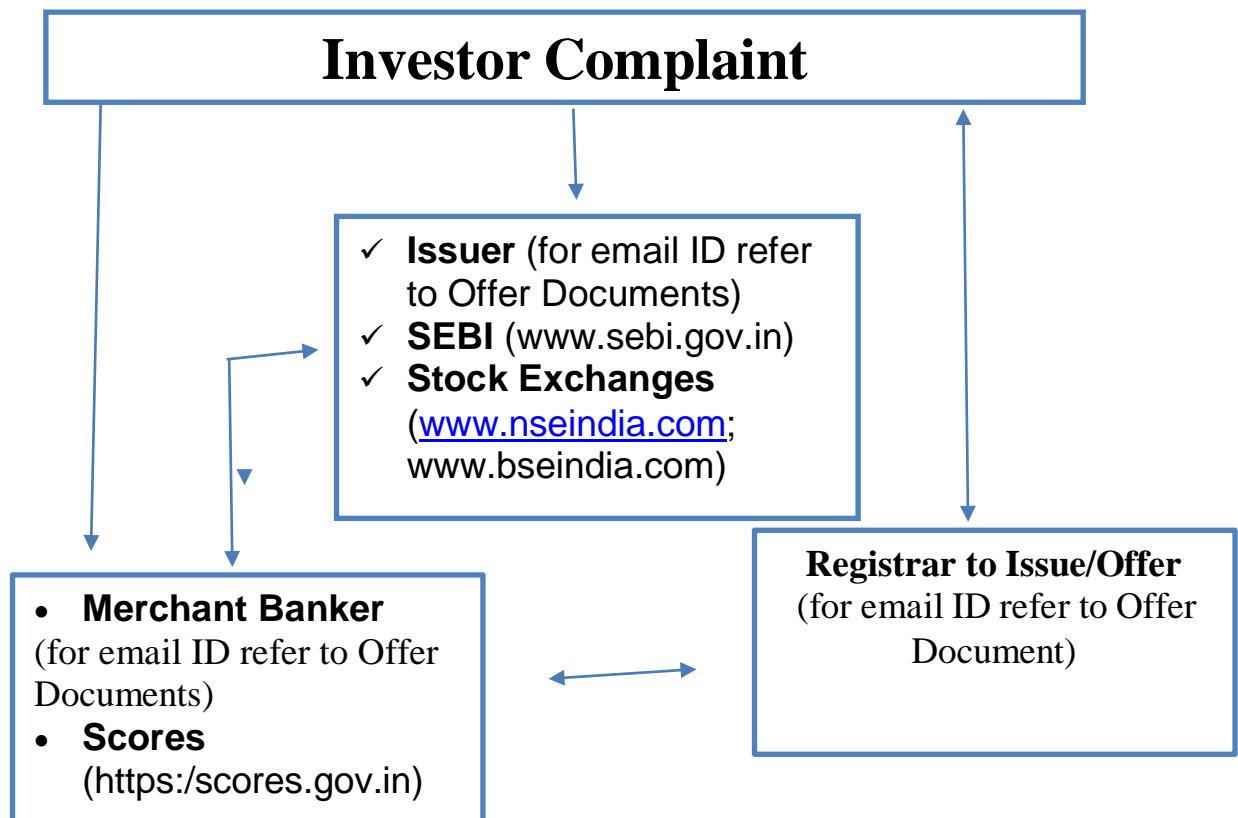 Investor Complaint
✓ Issuer (for email ID refer
to Offer Documents)
✓ SEBI (www.sebi.gov.in)
✓ Stock Exchanges
(www.nseindia.com;
www.bseindia.com)
• Merchant Banker
(for email ID refer to Offer
Documents)
• Scores
(https:/scores.gov.in)
Registrar to Issue/Offer
(for email ID refer to Offer
Document)